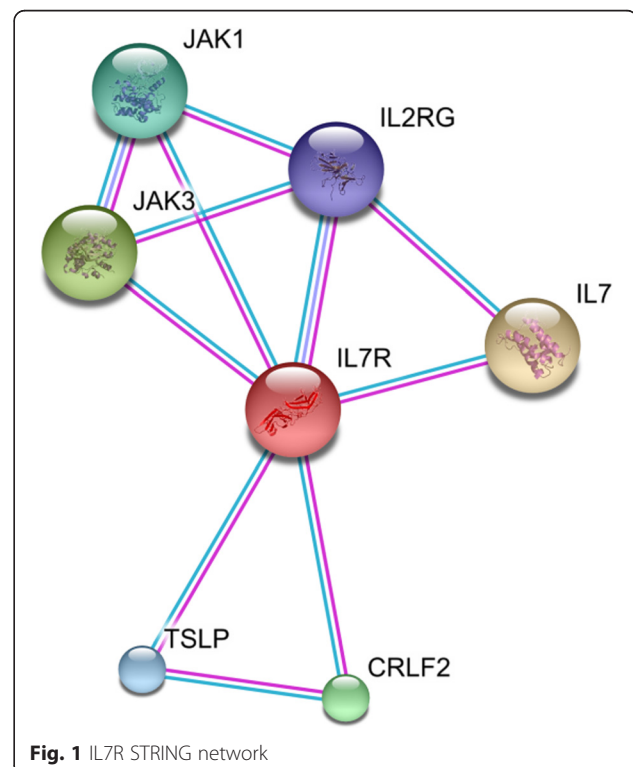 JAK1
IL2RG
JAK3
IL7
IL7R
TSLP
CRLF2
Fig. 1 IL7R STRING network